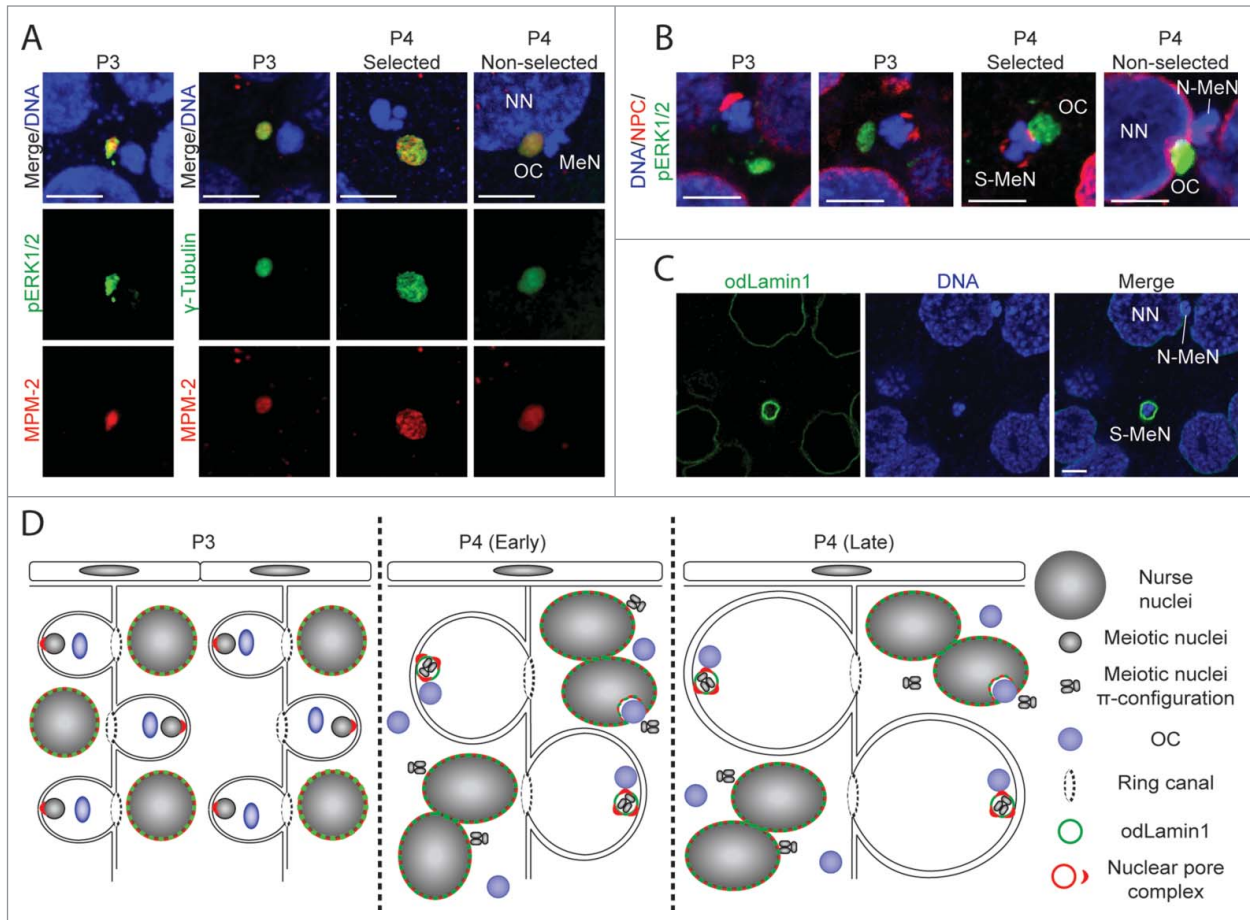 A
P3
P3
P4
Selected
P4
Non-selected
Merge/DNA
Merge/DNA
NN
OC
MeN
pERK1/2
γ-Tubulin
MPM-2
MPM-2
B
P3
P3
P4
Selected
P4
Non-selected
DNA/NPC/
pERK1/2
OC
S-MeN
N-MeN
NN
OC
C
odLamin1
DNA
Merge
NN
N-MeN
S-MeN
D
P3
P4 (Early)
P4 (Late)
Nurse
nuclei
Meiotic nuclei
Meiotic nuclei
π-configuration
OC
Ring canal
odLamin1
Nuclear pore
complex